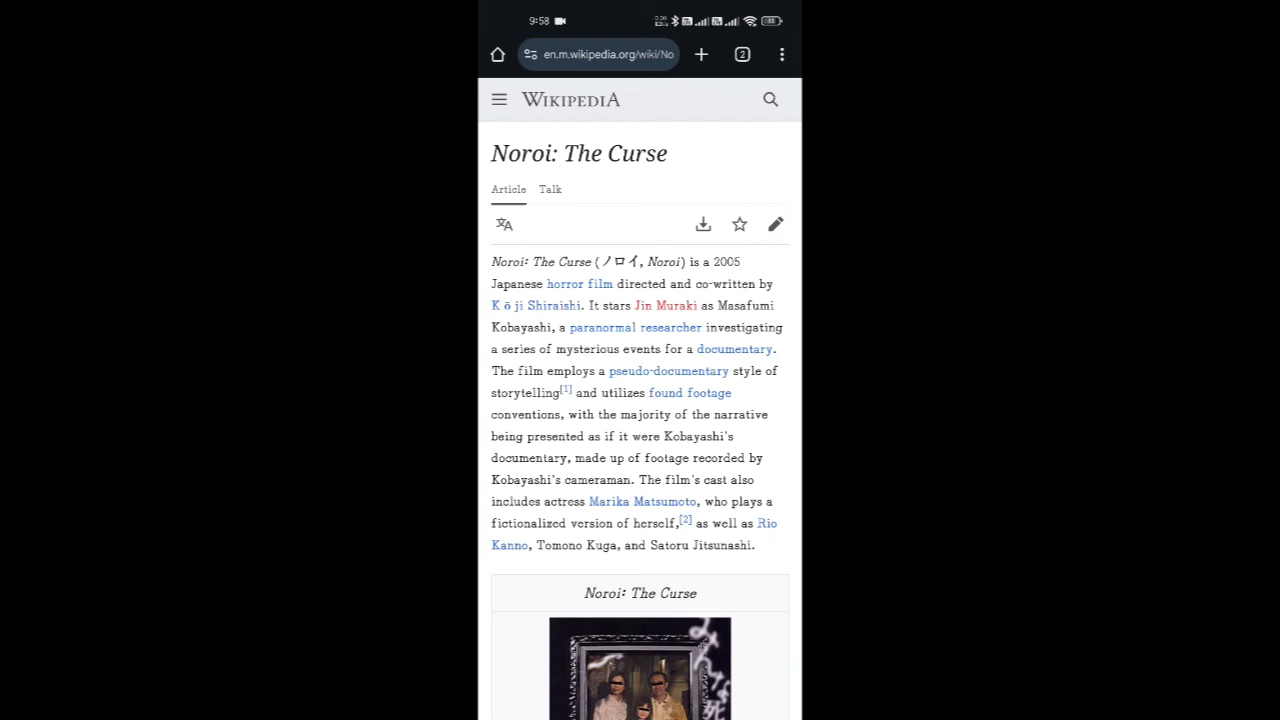 9:58
en.m.wikipedia.org/wiki/No
2
WIKIPEDIA
Noroi: The Curse
Article Talk
Noroi: The Curse (ノロイ, Noroi) is a 2005
Japanese horror film directed and co-written by
Kōji Shiraishi. It stars Jin Muraki as Masafumi
Kobayashi, a paranormal researcher investigating
a series of mysterious events for a documentary.
The film employs a pseudo-documentary style of
storytelling[1] and utilizes found footage
conventions, with the majority of the narrative
being presented as if it were Kobayashi's
documentary, made up of footage recorded by
Kobayashi's cameraman. The film's cast also
includes actress Marika Matsumoto, who plays a
fictionalized version of herself,[2] as well as Rio
Kanno, Tomono Kuga, and Satoru Jitsunashi.
Noroi: The Curse
みんな死